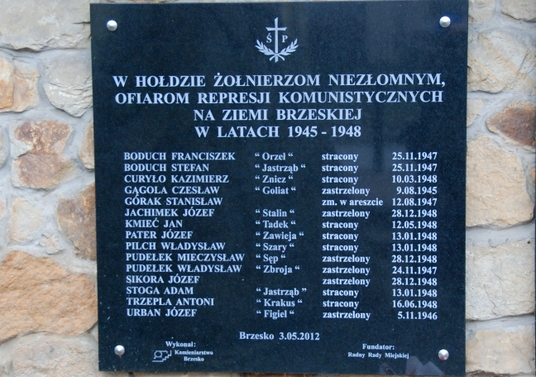 Ś P
W HOŁDZIE ŻOŁNIERZOM NIEZŁOMNYM,
OFIAROM REPRESJI KOMUNISTYCZNYCH
NA ZIEMI BRZESKIEJ
W LATACH 1945 - 1948
BODUCH FRANCISZEK " Orzeł " stracony 25.11.1947
BODUCH STEFAN " Jastrząb " stracony 25.11.1947
CURYŁO KAZIMIERZ " Znicz " stracony 10.03.1948
GĄGOLA CZESŁAW " Goliat " zastrzelony 9.08.1945
GÓRAK STANISŁAW zm. w areszcie 12.08.1947
JACHIMEK JÓZEF " Stalin " zastrzelony 28.12.1948
KMIEĆ JAN " Tadek " stracony 12.05.1948
PATER JÓZEF " Zawieja " stracony 13.01.1948
PILCH WŁADYSŁAW " Szary " stracony 13.01.1948
PUDEŁEK MIECZYSŁAW " Sęp " zastrzelony 28.12.1948
PUDEŁEK WŁADYSŁAW " Zbroja " zastrzelony 24.11.1947
SIKORA JÓZEF zastrzelony 28.12.1948
STOGA ADAM " Jastrząb " stracony 13.01.1948
TRZEPLA ANTONI " Krakus " stracony 16.06.1948
URBAN JÓZEF " Figiel " zastrzelony 5.11.1946
Brzesko 3.05.2012
Wykonał: Fundator:
Kamieniarstwo Radny Rady Miejskiej
Brzesko